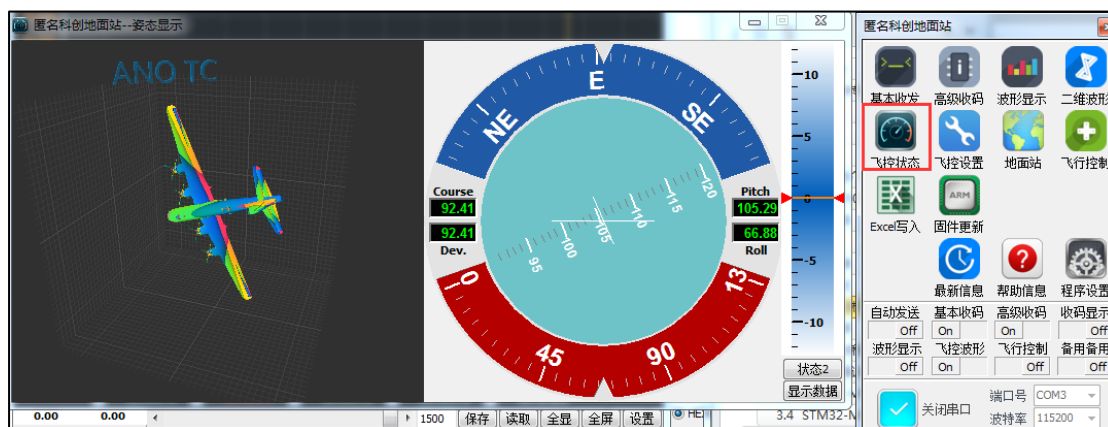 匿名科创地面站--姿态显示
ANO TC
NE
E
SE
Course
92.41
92.41
Dev.
Pitch
105.29
66.88
Roll
95
100
105
110
115
120
0
45
90
13
10
5
0
-5
-10
状态2
显示数据
0.00 0.00
1500 保存 读取 全显 全屏 设置
3.4 STM32-M
匿名科创地面站
基本收发 高级收码 波形显示 二维波形
飞控状态 飞控设置 地面站 飞行控制
ARM
Excel写入 固件更新
最新信息 帮助信息 程序设置
自动发送 基本收码 高级收码 收码显示
Off On On Off
波形显示 飞控波形 飞行控制 备用备用
Off On Off Off
关闭串口
端口号 COM3
波特率 115200